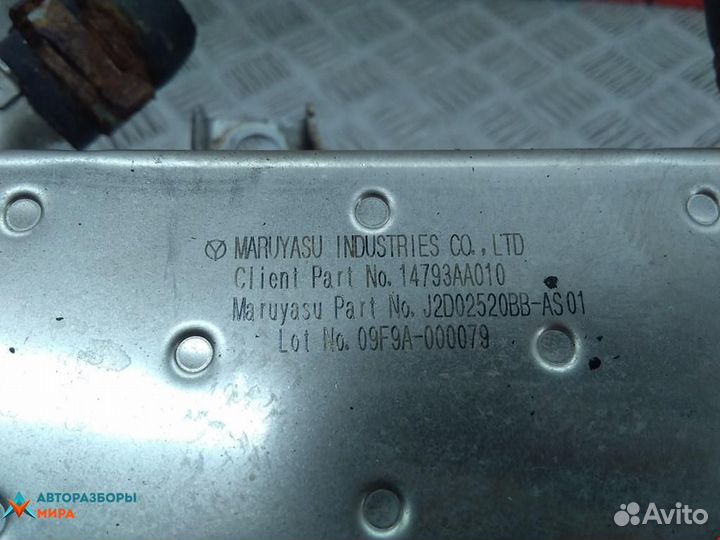 MARUYASU INDUSTRIES CO., LTD
Client Part No. 14793AA010
Maruyasu Part No. J2D02520BB-AS01
Lot No. 09F9A-000079
АВТОРАЗБОРЫ
МИРА
Avito